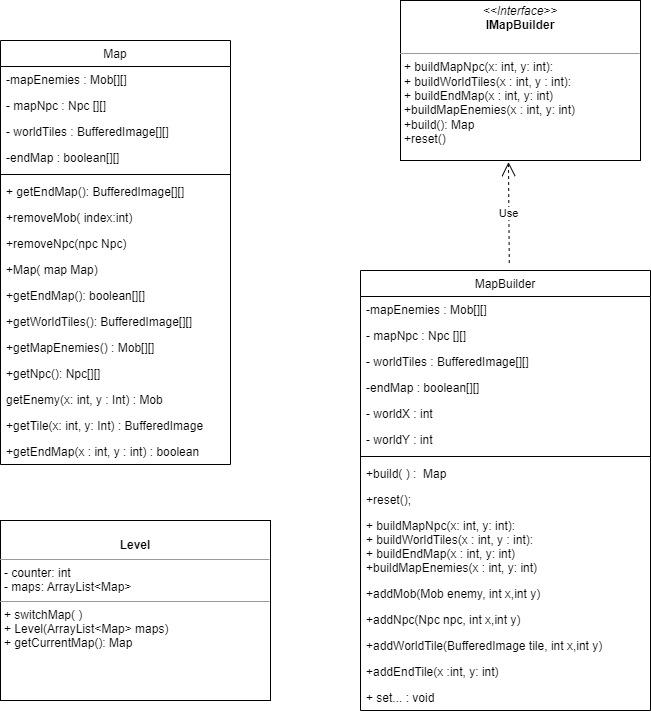 Map
-mapEnemies : Mob[][]
- mapNpc : Npc [][]
- worldTiles : BufferedImage[][]
-endMap : boolean[][]
+ getEndMap(): BufferedImage[][]
+removeMob( index:int)
+removeNpc(npc Npc)
+Map( map Map)
+getEndMap(): boolean[][]
+getWorldTiles(): BufferedImage[][]
+getMapEnemies() : Mob[][]
+getNpc(): Npc[][]
getEnemy(x: int, y : Int) : Mob
+getTile(x: int, y: Int) : BufferedImage
+getEndMap(x : int, y : int) : boolean
<<Interface>>
IMapBuilder
+ buildMapNpc(x: int, y: int):
+ buildWorldTiles(x : int, y : int):
+ buildEndMap(x : int, y: int)
+buildMapEnemies(x : int, y: int)
+build(): Map
+reset()
Use
MapBuilder
-mapEnemies : Mob[][]
- mapNpc : Npc [][]
- worldTiles : BufferedImage[][]
-endMap : boolean[][]
- worldX : int
- worldY : int
+build( ) : Map
+reset();
+ buildMapNpc(x: int, y: int):
+ buildWorldTiles(x : int, y : int):
+ buildEndMap(x : int, y: int)
+buildMapEnemies(x : int, y: int)
+addMob(Mob enemy, int x,int y)
+addNpc(Npc npc, int x,int y)
+addWorldTile(BufferedImage tile, int x,int y)
+addEndTile(x :int, y: int)
+ set... : void
Level
- counter: int
- maps: ArrayList<Map>
+ switchMap( )
+ Level(ArrayList<Map> maps)
+ getCurrentMap(): Map